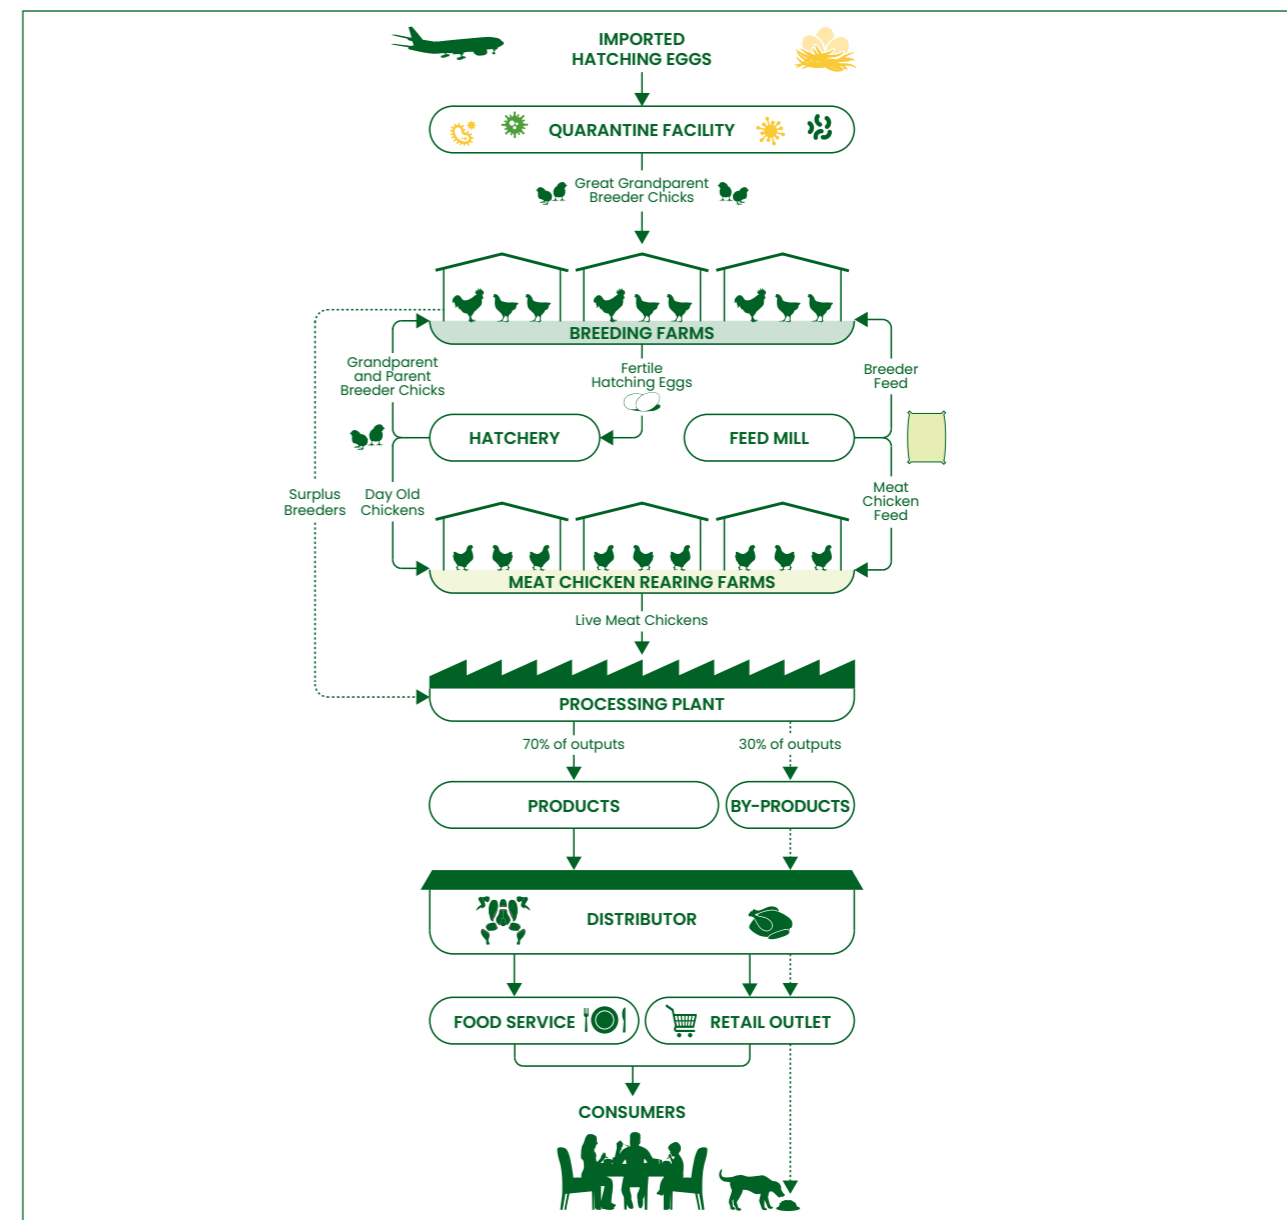 IMPORTED
HATCHING EGGS
QUARANTINE FACILITY
Great Grandparent
Breeder Chicks
BREEDING FARMS
Grandparent
and Parent
Breeder Chicks
Fertile
Hatching Eggs
Breeder
Feed
HATCHERY
FEED MILL
Surplus
Breeders
Day Old
Chickens
Meat
Chicken
Feed
MEAT CHICKEN REARING FARMS
Live Meat Chickens
PROCESSING PLANT
70% of outputs
30% of outputs
PRODUCTS
BY-PRODUCTS
DISTRIBUTOR
FOOD SERVICE
RETAIL OUTLET
CONSUMERS